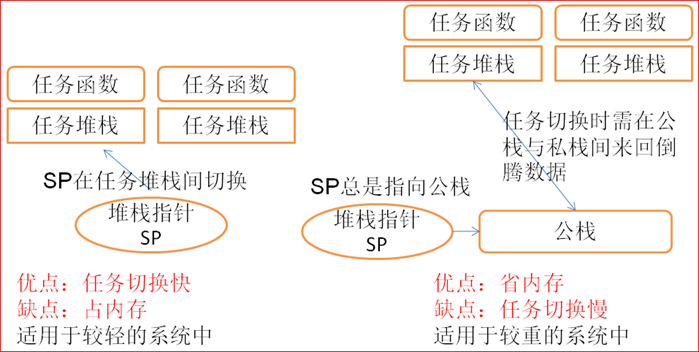 任务函数
任务函数
任务堆栈
任务堆栈
SP在任务堆栈间切换
堆栈指针
SP
优点：任务切换快
缺点：占内存
适用于较轻的系统中
任务函数
任务函数
任务堆栈
任务堆栈
任务切换时需在公
栈与私栈间来回倒
腾数据
SP总是指向公栈
堆栈指针
SP
公栈
优点：省内存
缺点：任务切换慢
适用于较重的系统中